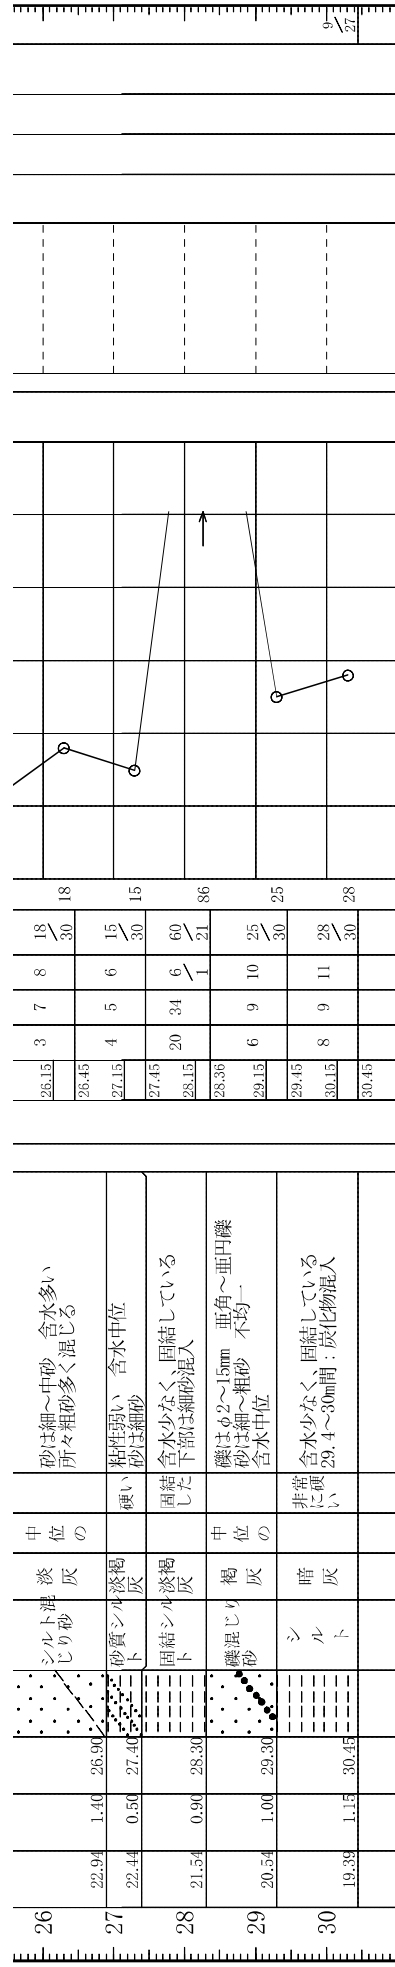 26
27
28
29
30
22.94 1.40 26.90
シルト混じり砂
淡灰
中位の
砂は細～中砂 含水多い
所々粗砂多く混じる
22.44 0.50 27.40
砂質シルト
淡褐灰
硬い
粘性弱い 含水中位
砂は細砂
21.54 0.90 28.30
固結シルト
淡褐灰
固結した
含水少なく、固結している
下部は細砂混入
20.54 1.00 29.30
礫混じり砂
褐灰
中位の
礫はφ2～15mm 亜角～亜円礫
砂は細～粗砂 不均一
含水中位
19.39 1.15 30.45
シルト
暗灰
非常に硬い
含水少なく、固結している
29.4～30m間：炭化物混入
26.15
26.45
3 7 8 18/30 18
27.15
27.45
4 5 6 15/30 15
28.15
28.36
20 34 6/1 60/21 86
29.15
29.45
6 9 10 25/30 25
30.15
30.45
8 9 11 28/30 28
9/27